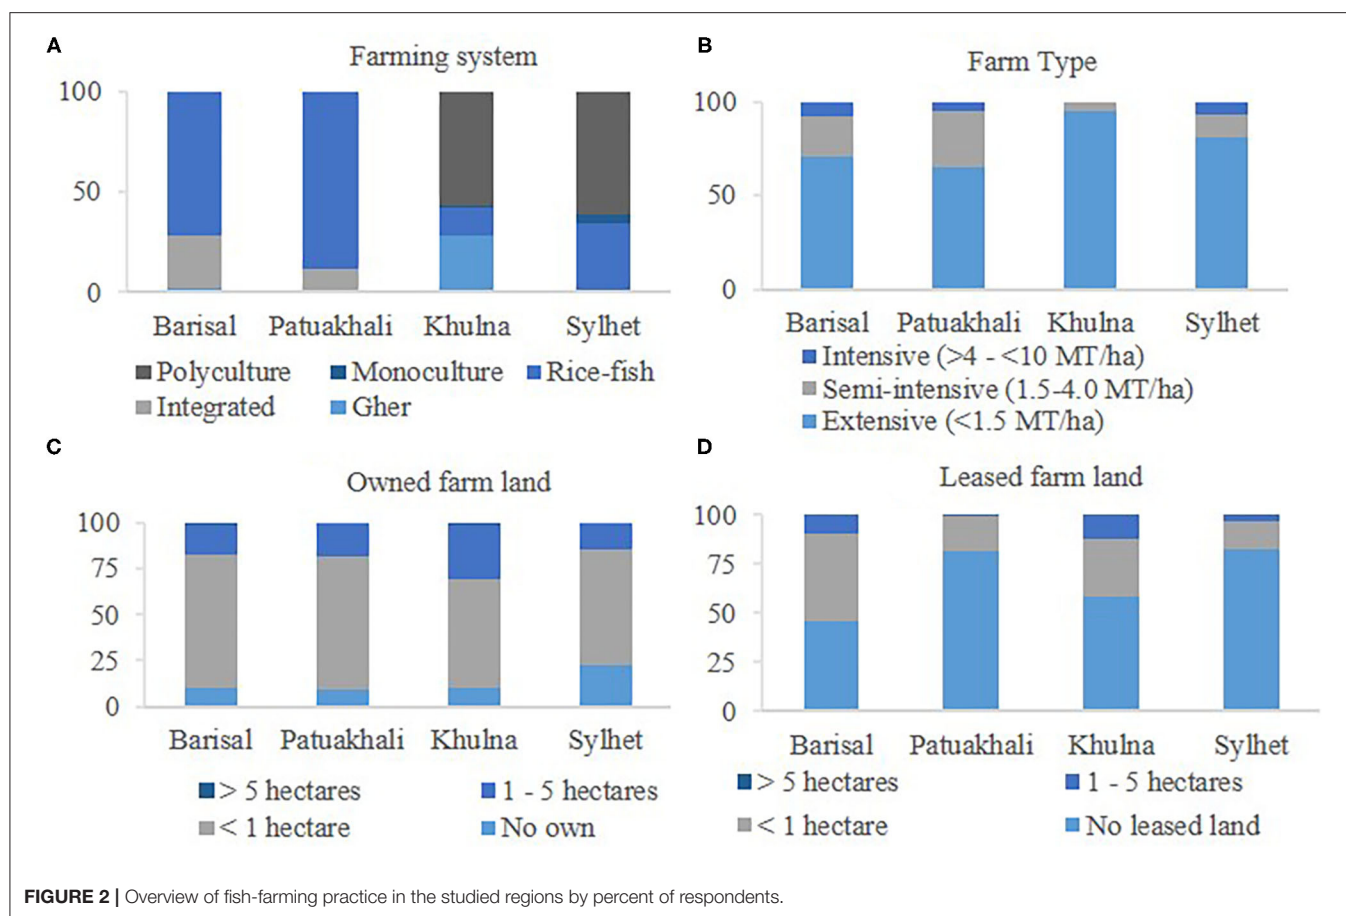 A
Farming system
100
50
0
Barisal Patuakhali Khulna Sylhet
Polyculture Monoculture Rice-fish
Integrated Gher
B
Farm Type
100
50
0
Barisal Patuakhali Khulna Sylhet
Intensive (>4 - <10 MT/ha)
Semi-intensive (1.5-4.0 MT/ha)
Extensive (<1.5 MT/ha)
C
Owned farm land
100
75
50
25
0
Barisal Patuakhali Khulna Sylhet
> 5 hectares 1 - 5 hectares
< 1 hectare No own
D
Leased farm land
100
75
50
25
0
Barisal Patuakhali Khulna Sylhet
> 5 hectares 1 - 5 hectares
< 1 hectare No leased land
FIGURE 2 | Overview of fish-farming practice in the studied regions by percent of respondents.